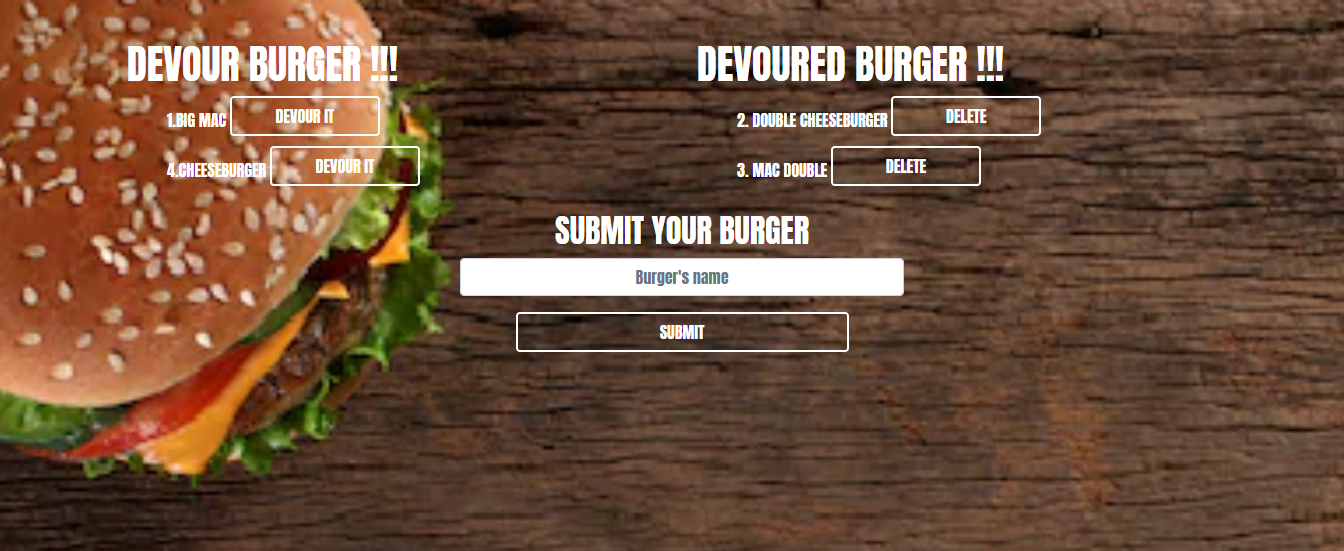 DEVOUR BURGER !!!
1.BIG MAC DEVOUR IT
4.CHEESEBURGER DEVOUR IT
DEVOURED BURGER !!!
2. DOUBLE CHEESEBURGER DELETE
3. MAC DOUBLE DELETE
SUBMIT YOUR BURGER
Burger's name
SUBMIT